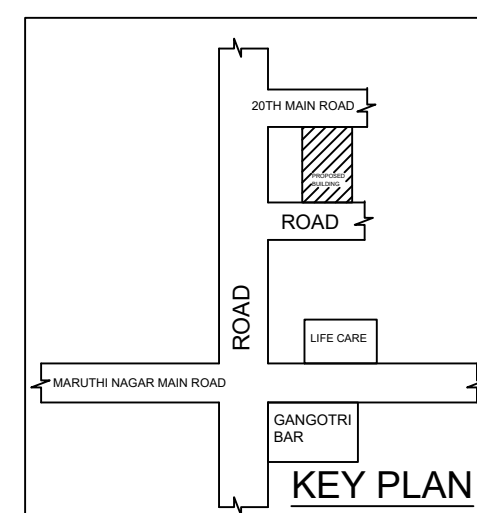 20TH MAIN ROAD
PROPOSED
BUILDING
ROAD
ROAD
LIFE CARE
MARUTHI NAGAR MAIN ROAD
GANGOTRI
BAR
KEY PLAN